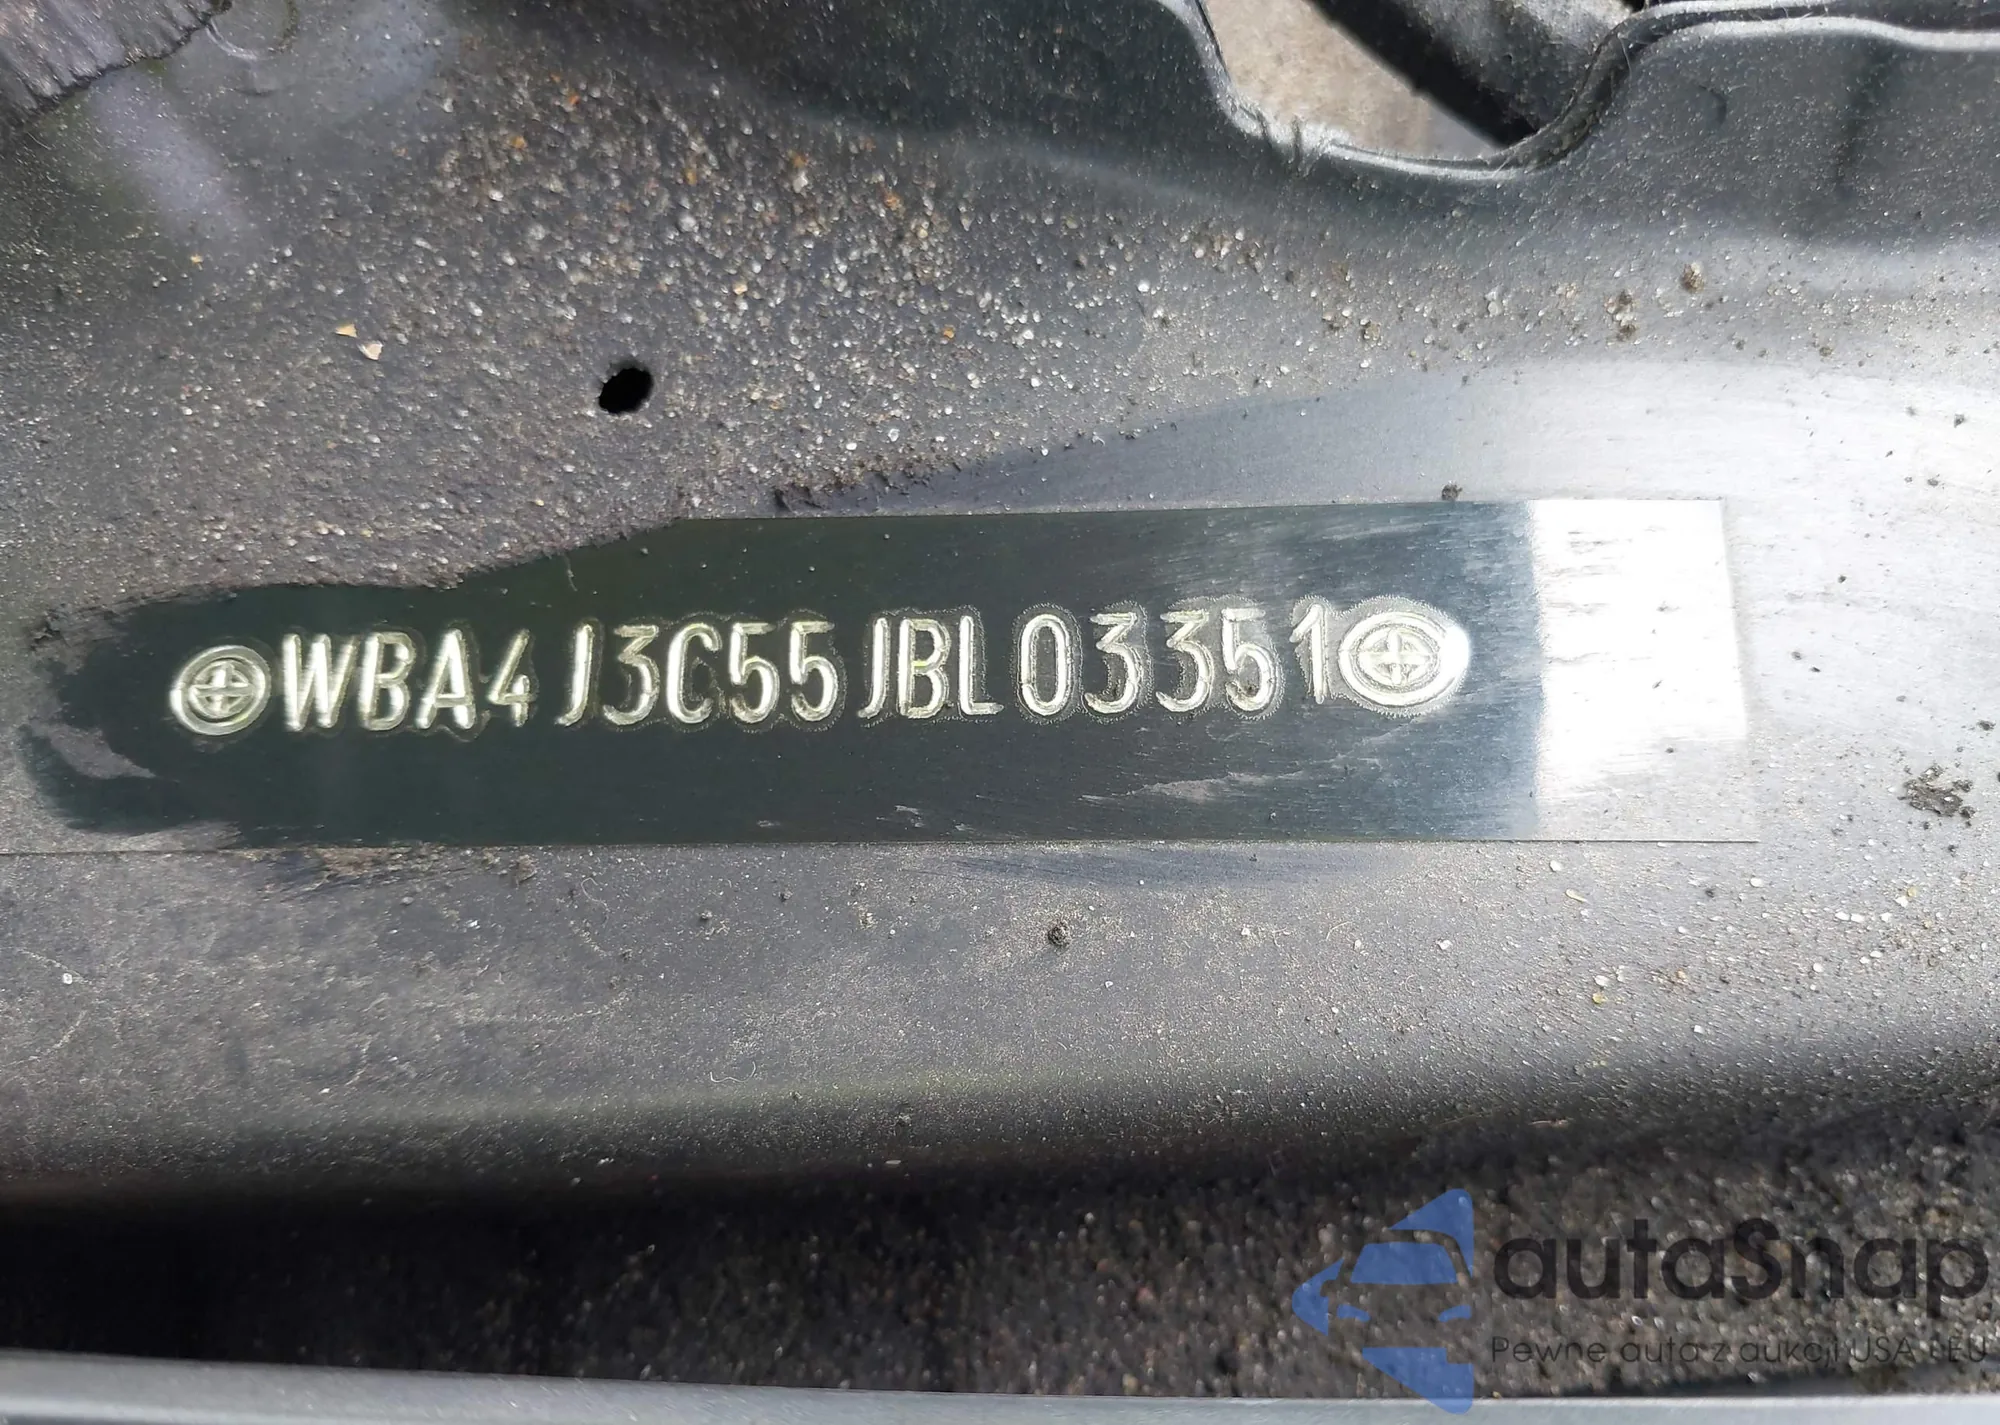 WBA4J3C55JBL03351
autaSnap
Pewne auta z aukcji USA i EU